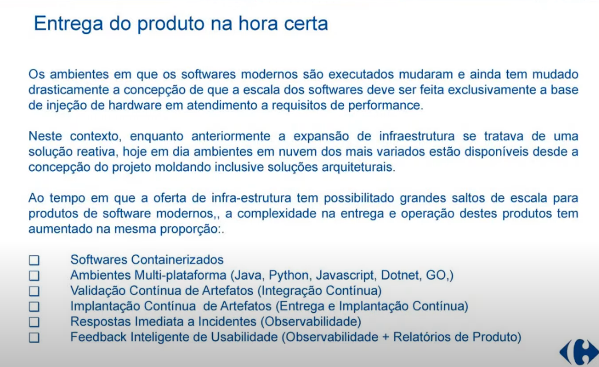 Entrega do produto na hora certa
Os ambientes em que os softwares modernos são executados mudaram e ainda tem mudado
drasticamente a concepção de que a escala dos softwares deve ser feita exclusivamente a base
de injeção de hardware em atendimento a requisitos de performance.
Neste contexto, enquanto anteriormente a expansão de infraestrutura se tratava de uma
solução reativa, hoje em dia ambientes em nuvem dos mais variados estão disponíveis desde a
concepção do projeto moldando inclusive soluções arquiteturais.
Ao tempo em que a oferta de infra-estrutura tem possibilitado grandes saltos de escala para
produtos de software modernos,, a complexidade na entrega e operação destes produtos tem
aumentado na mesma proporção:.
❑ Softwares Containerizados
❑ Ambientes Multi-plataforma (Java, Python, Javascript, Dotnet, GO,)
❑ Validação Contínua de Artefatos (Integração Contínua)
❑ Implantação Contínua de Artefatos (Entrega e Implantação Contínua)
❑ Respostas Imediata a Incidentes (Observabilidade)
❑ Feedback Inteligente de Usabilidade (Observabilidade + Relatórios de Produto)